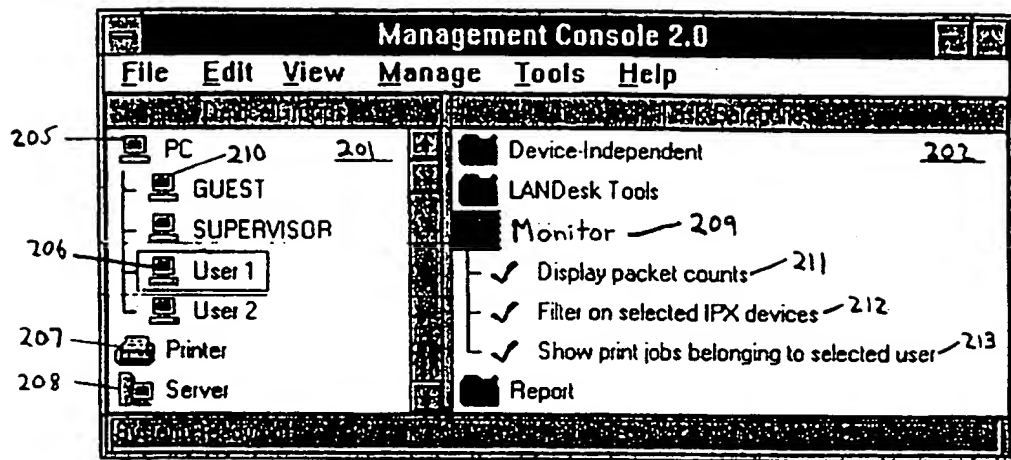 Management Console 2.0
File Edit View Manage Tools Help
205 PC 210 201
GUEST
SUPERVISOR
206 User 1
User 2
207 Printer
208 Server
Device-Independent 202
LANDesk Tools
Monitor 209
Display packet counts 211
Filter on selected IPX devices 212
Show print jobs belonging to selected user 213
Report